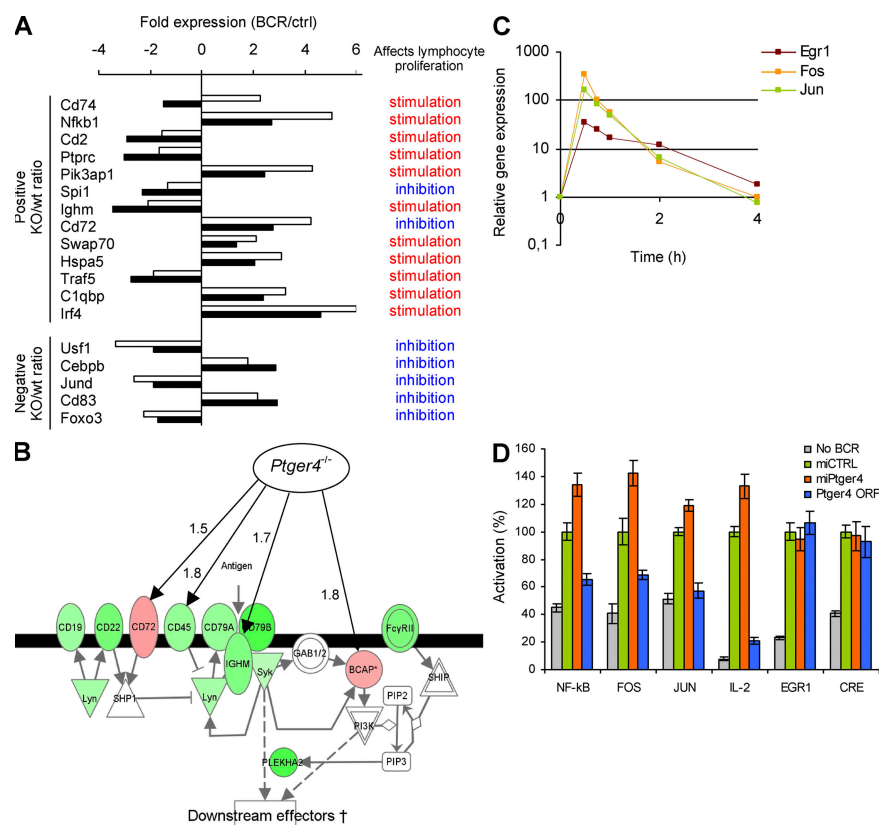 A
Fold expression (BCR/ctrl)
-4 -2 0 2 4 6
Affects lymphocyte
proliferation
Positive
KO/wt ratio
Cd74 stimulation
Nfkb1 stimulation
Cd2 stimulation
Ptprc stimulation
Pik3ap1 stimulation
Spi1 inhibition
Ighm stimulation
Cd72 inhibition
Swap70 stimulation
Hspa5 stimulation
Traf5 stimulation
C1qbp stimulation
Irf4 stimulation
Negative
KO/wt ratio
Usf1 inhibition
Cebpb inhibition
Jund inhibition
Cd83 inhibition
Foxo3 inhibition
C
Relative gene expression
1000
100
10
1
0,1
0 2 4
Time (h)
Egr1
Fos
Jun
B
Ptger4-/-
1.5
1.8
1.7
1.8
Antigen
CD19
CD22
CD72
CD45
CD79A
CD79B
FcγRII
IGHM
GAB1/2
Lyn
SHP1
Lyn
Syk
BCAP*
SHIP
PI3K
PIP2
PLEKHA2
PIP3
Downstream effectors †
D
Activation (%)
160
140
120
100
80
60
40
20
0
No BCR
miCTRL
miPtger4
Ptger4 ORF
NF-kB FOS JUN IL-2 EGR1 CRE